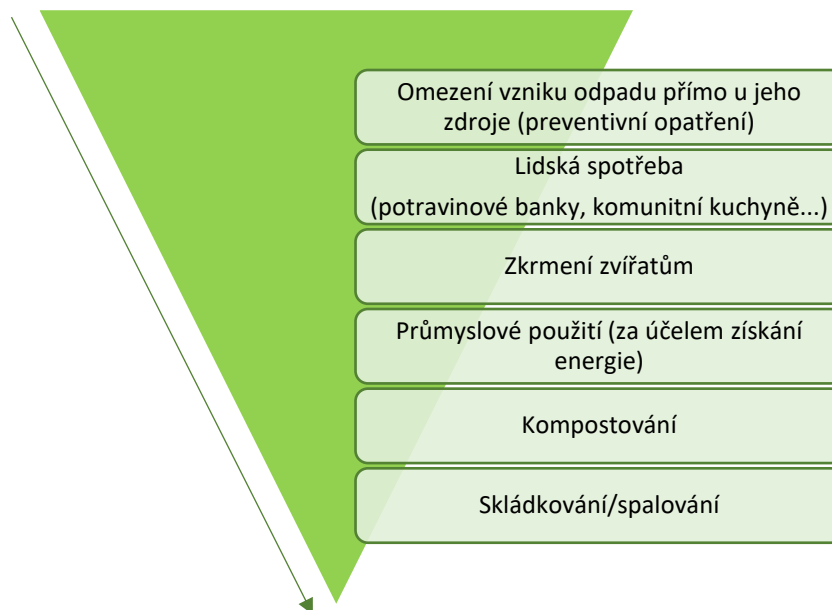 Omezení vzniku odpadu přímo u jeho
zdroje (preventivní opatření)
Lidská spotřeba
(potravinové banky, komunitní kuchyně...)
Zkrmení zvířatům
Průmyslové použití (za účelem získání
energie)
Kompostování
Skládkování/spalování